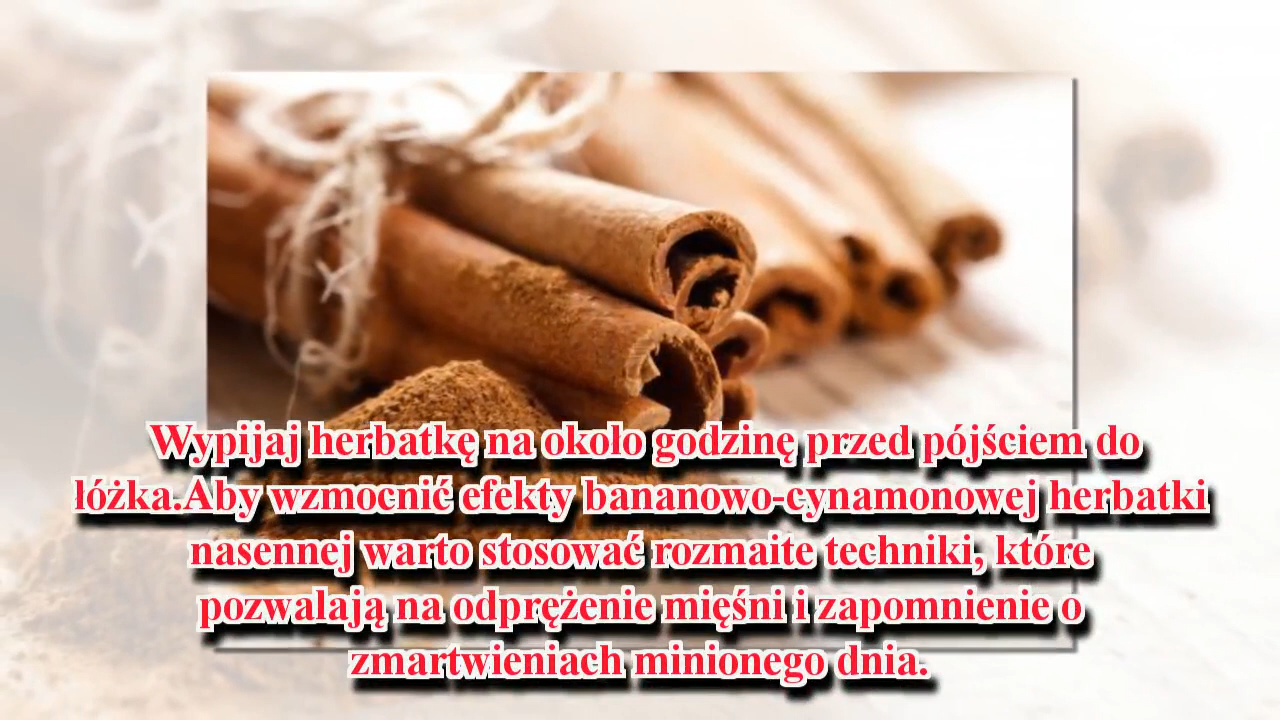 Wypijaj herbatkę na około godzinę przed pójściem do
łóżka.Aby wzmocnić efekty bananowo-cynamonowej herbatki
nasennej warto stosować rozmaite techniki, które
pozwalają na odprężenie mięśni i zapomnienie o
zmartwieniach minionego dnia.